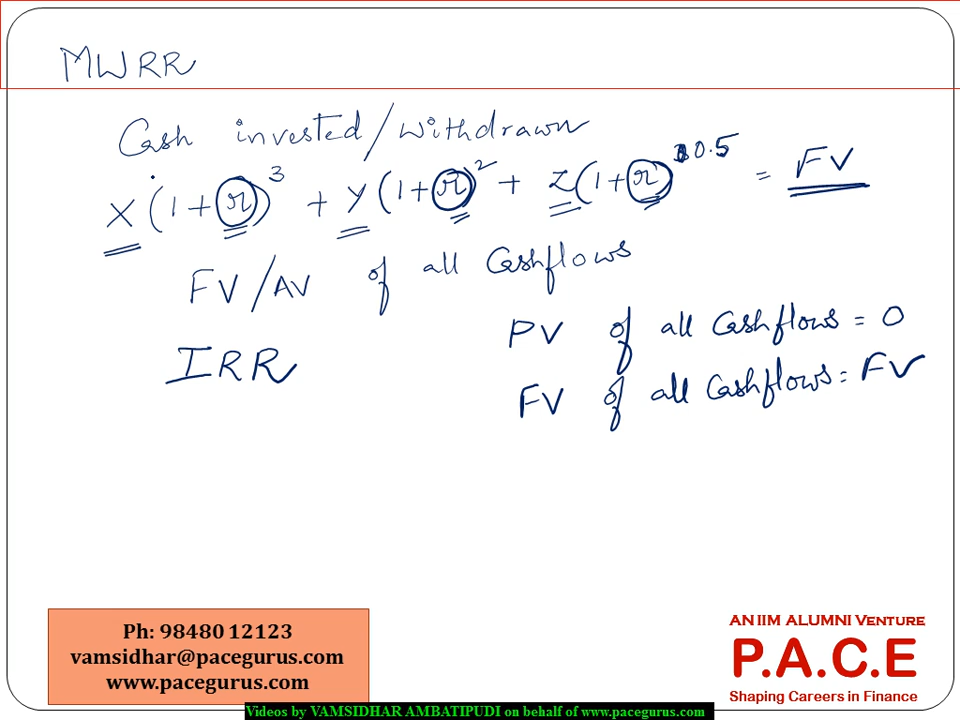 MWRR
Cash invested/withdrawn
X(1+r)³ + Y(1+r)² + Z(1+r)^0.5 = FV
FV/AV of all Cashflows
PV of all Cashflows = 0
IRR
FV of all Cashflows = FV
Ph: 98480 12123
vamsidhar@pacegurus.com
www.pacegurus.com
AN IIM ALUMNI VENTURE
P.A.C.E
Shaping Careers in Finance
Videos by VAMSIDHAR AMBATIPUDI on behalf of www.pacegurus.com